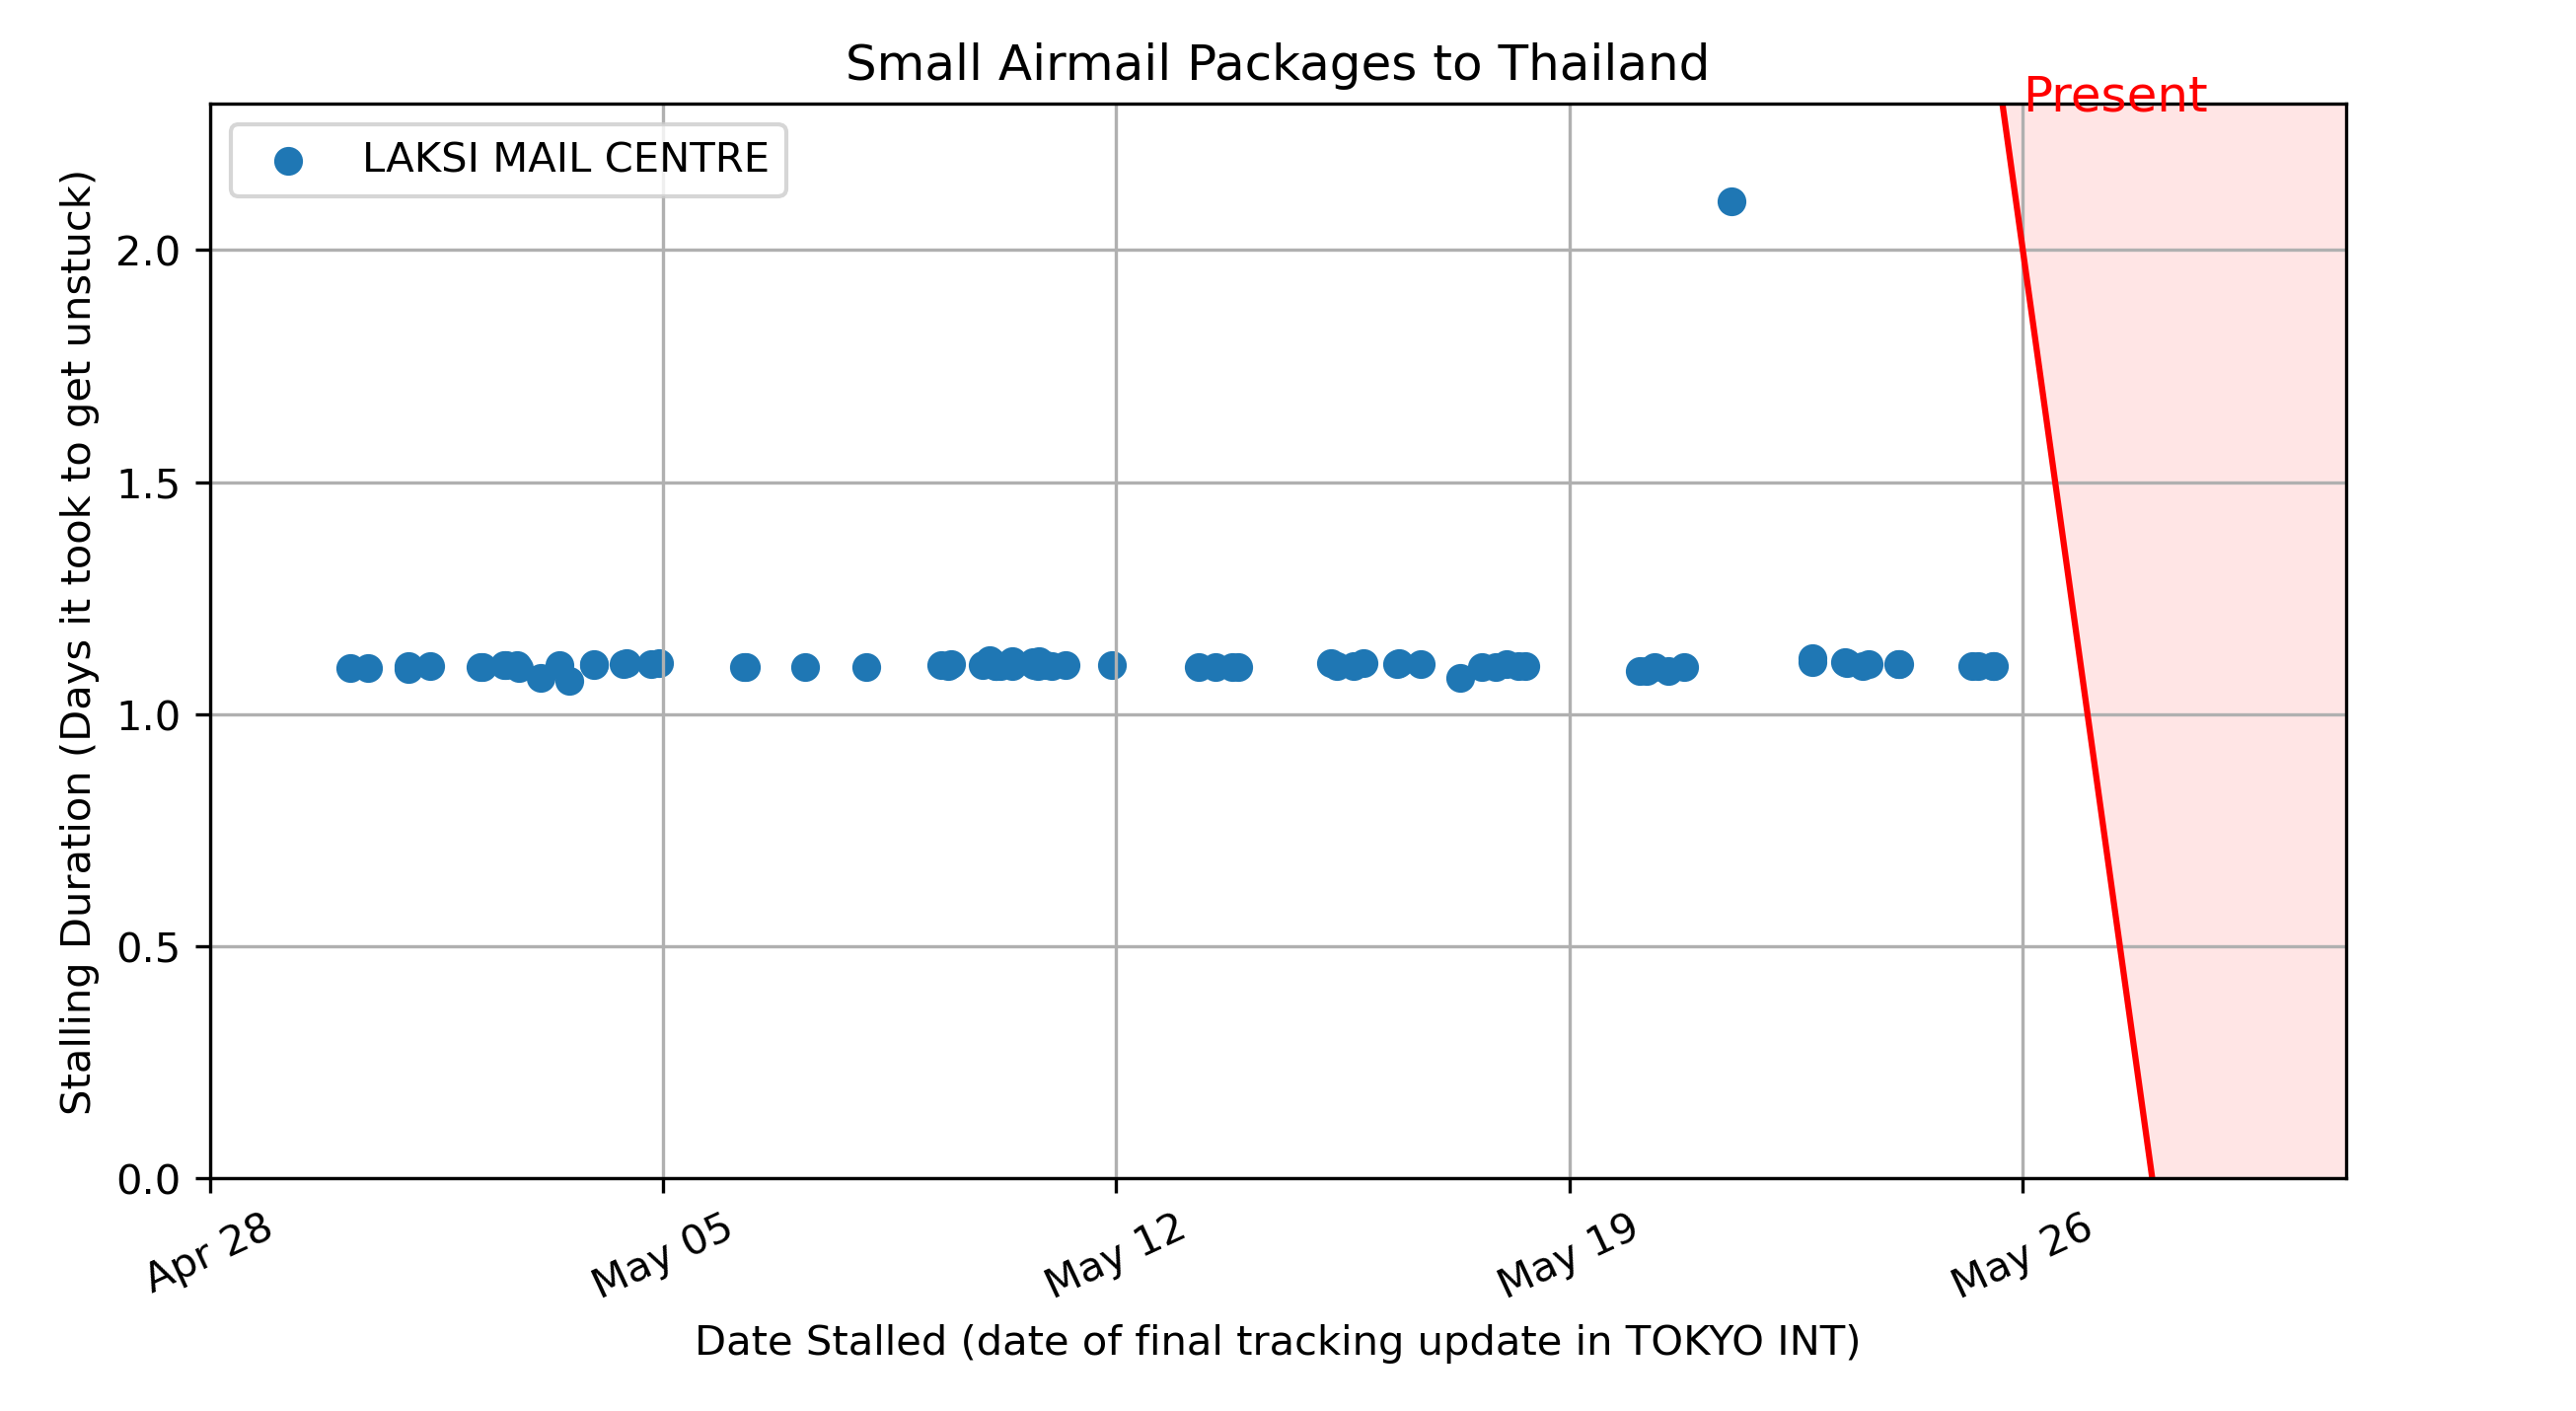 Small Airmail Packages to Thailand
Present
LAKSI MAIL CENTRE
Stalling Duration (Days it took to get unstuck)
2.0
1.5
1.0
0.5
0.0
Apr 28
May 05
May 12
May 19
May 26
Date Stalled (date of final tracking update in TOKYO INT)